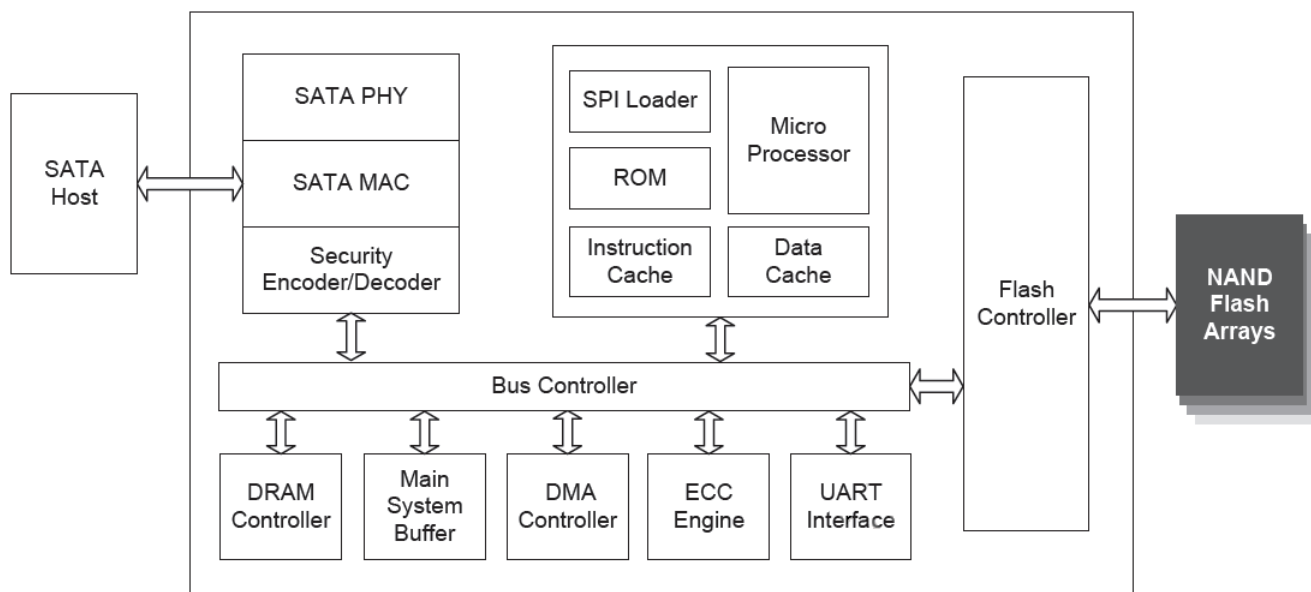 SATA
Host
SATA PHY
SATA MAC
Security
Encoder/Decoder
SPI Loader
ROM
Instruction
Cache
Micro
Processor
Data
Cache
Flash
Controller
NAND
Flash
Arrays
Bus Controller
DRAM
Controller
Main
System
Buffer
DMA
Controller
ECC
Engine
UART
Interface